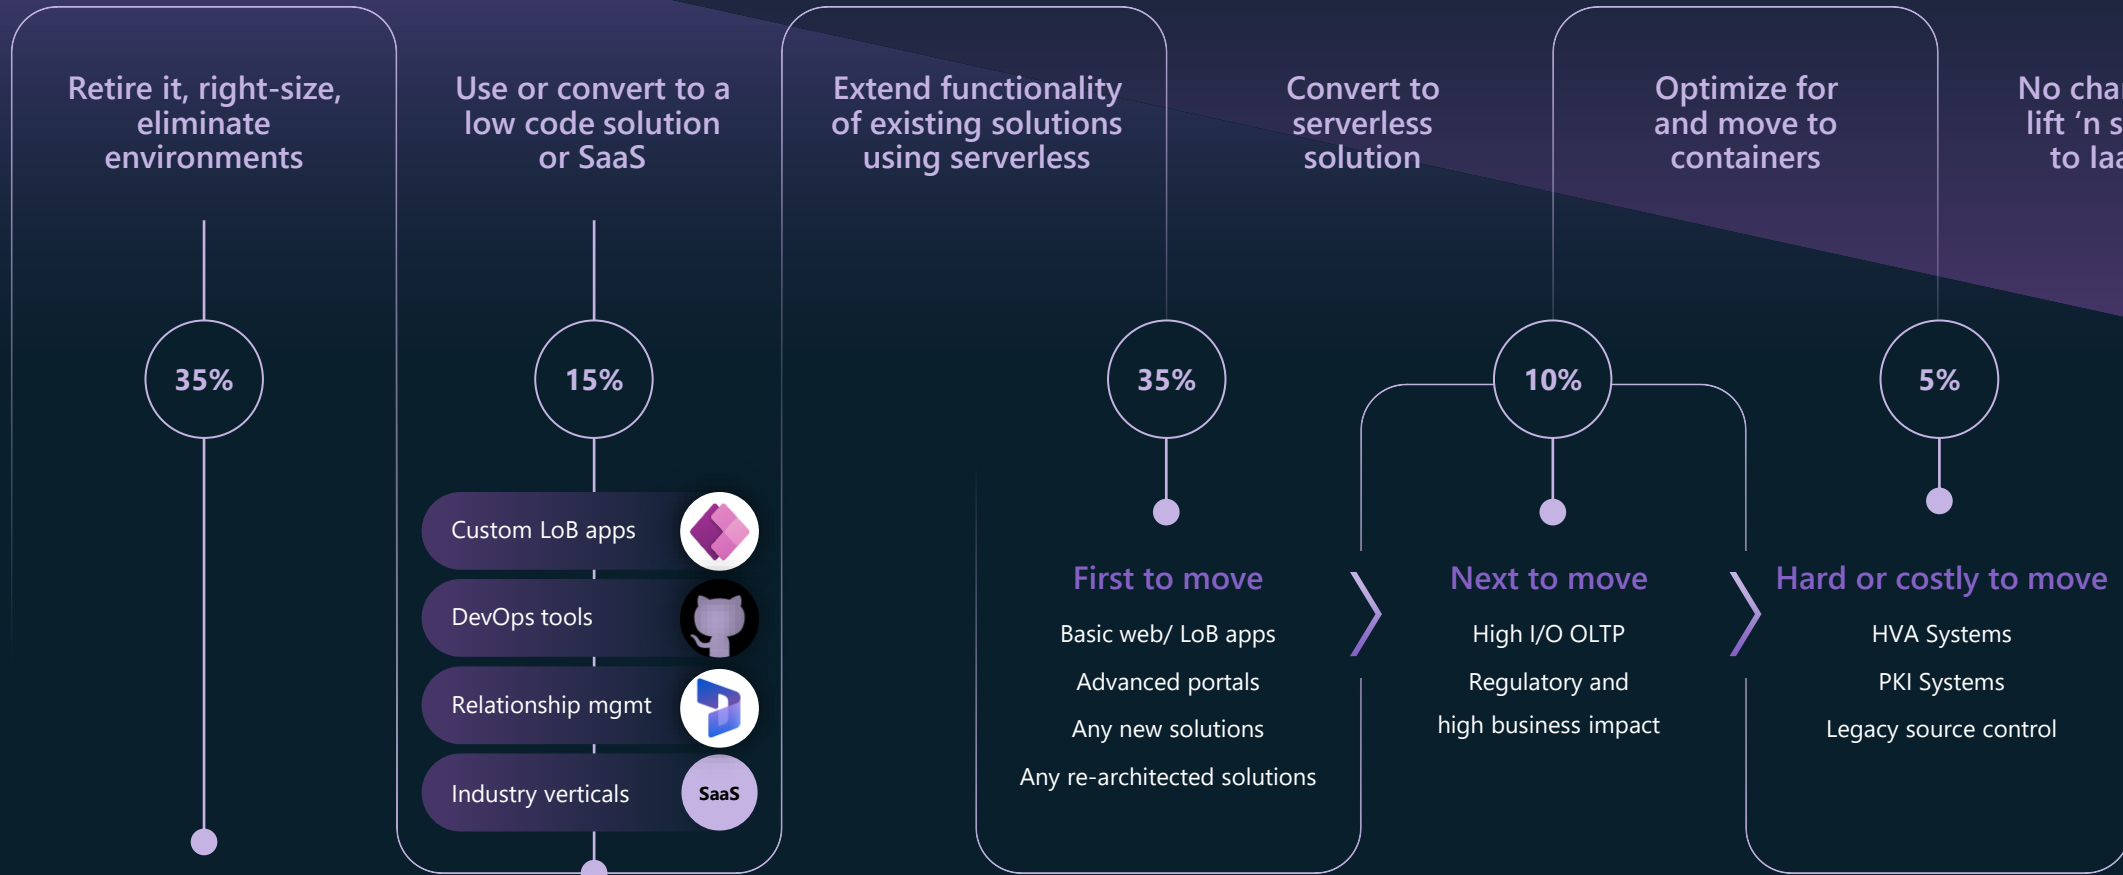 Retire it, right-size,
eliminate
environments
Use or convert to a
low code solution
or SaaS
Extend functionality
of existing solutions
using serverless
Convert to
serverless
solution
Optimize for
and move to
containers
No
lift ‘n
to
35%
15%
35%
10%
5%
Custom LoB apps
DevOps tools
Relationship mgmt
Industry verticals
SaaS
First to move
Basic web/ LoB apps
Advanced portals
Any new solutions
Any re-architected solutions
Next to move
High I/O OLTP
Regulatory and
high business impact
Hard or costly to move
HVA Systems
PKI Systems
Legacy source control